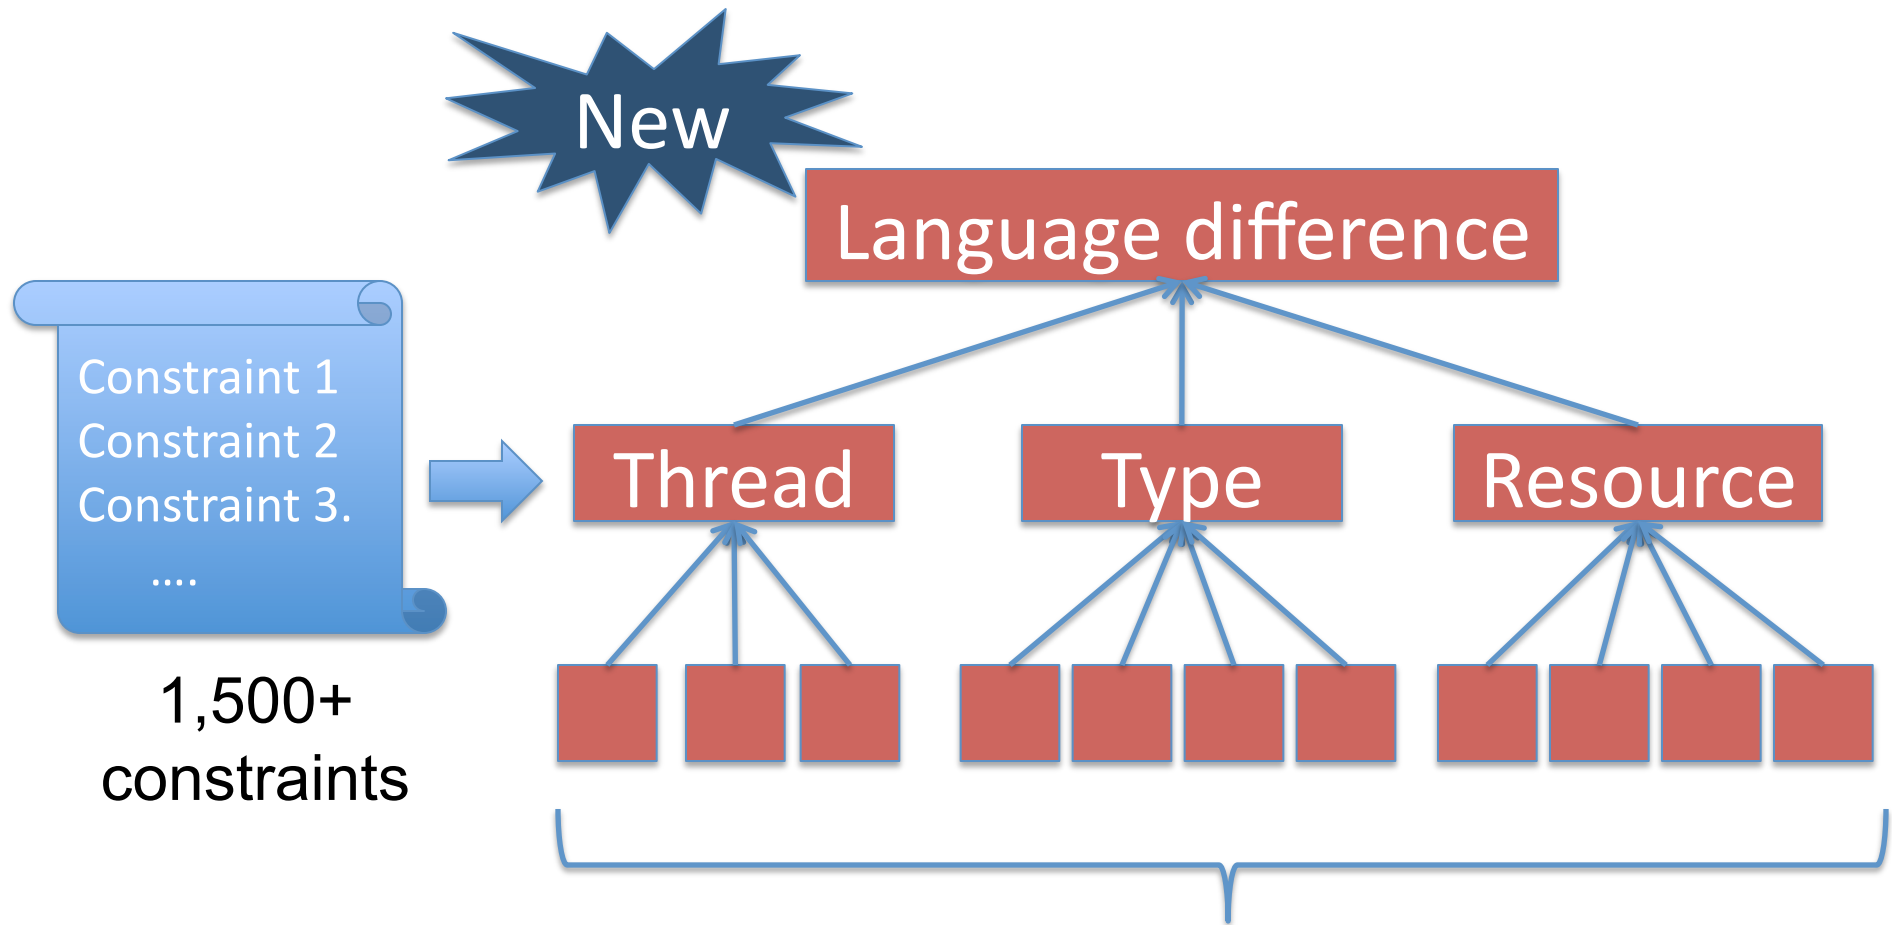 New
Language difference
Constraint 1
Constraint 2
Constraint 3.
....
Thread
Type
Resource
1,500+
constraints